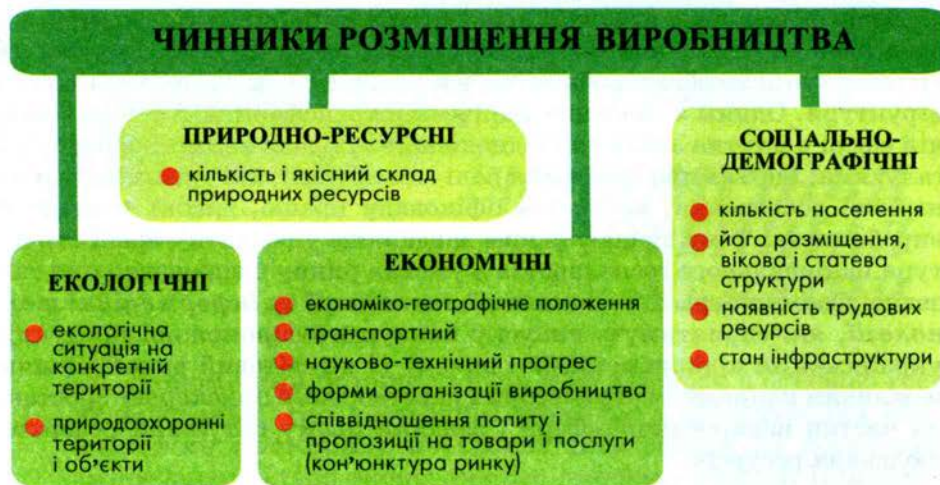 ЧИННИКИ РОЗМІЩЕННЯ ВИРОБНИЦТВА
ПРИРОДНО-РЕСУРСНІ
кількість і якісний склад
природних ресурсів
СОЦІАЛЬНО-
ДЕМОГРАФІЧНІ
кількість населення
його розміщення,
вікова і статева
структури
наявність трудових
ресурсів
стан інфраструктури
ЕКОЛОГІЧНІ
екологічна
ситуація на
конкретній
території
природоохоронні
території
і об’єкти
ЕКОНОМІЧНІ
економіко-географічне положення
транспортний
науково-технічний прогрес
форми організації виробництва
співвідношення попиту і
пропозиції на товари і послуги
(кон’юнктура ринку)